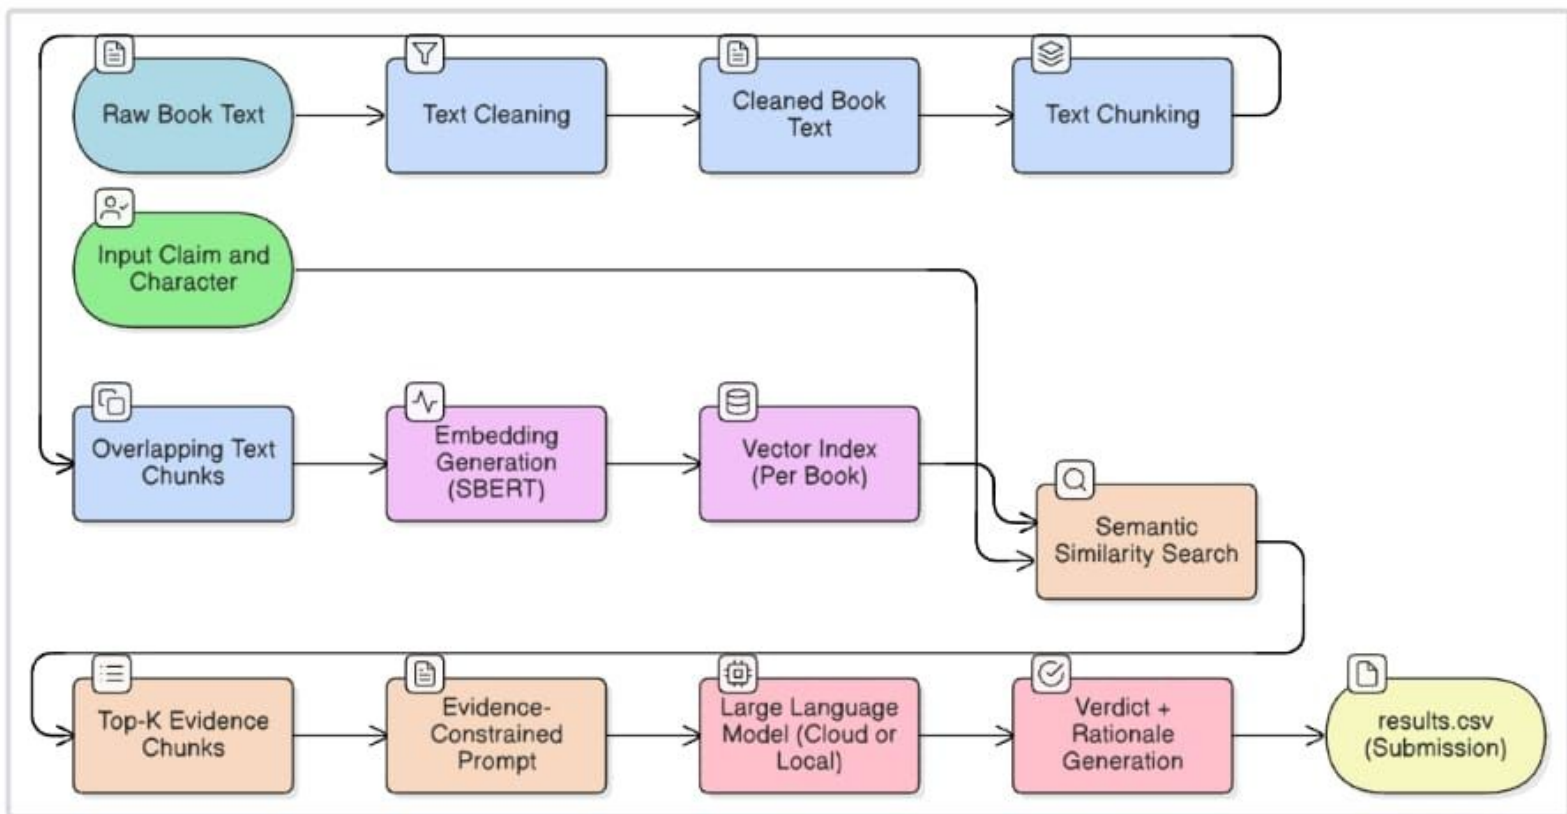 Raw Book Text
Text Cleaning
Cleaned Book
Text
Text Chunking
Input Claim and
Character
Overlapping Text
Chunks
Embedding
Generation
(SBERT)
Vector Index
(Per Book)
Semantic
Similarity Search
Top-K Evidence
Chunks
Evidence-
Constrained
Prompt
Large Language
Model (Cloud or
Local)
Verdict +
Rationale
Generation
results.csv
(Submission)